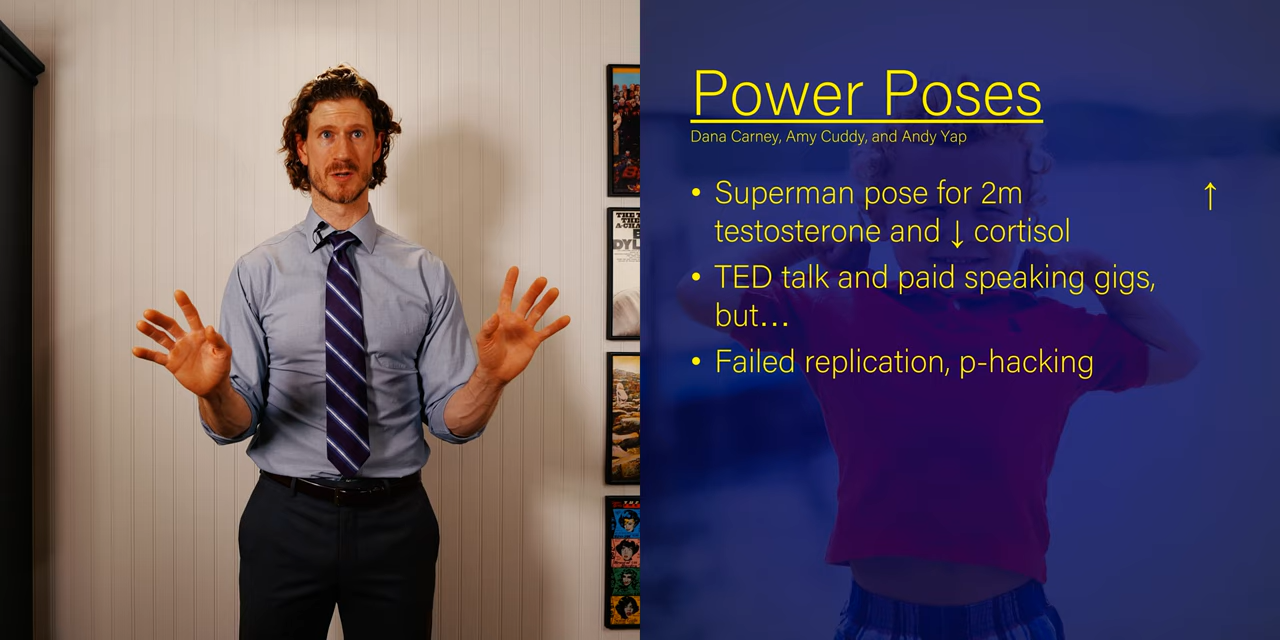 Power Poses
Dana Carney, Amy Cuddy, and Andy Yap
• Superman pose for 2m ↑
testosterone and ↓ cortisol
• TED talk and paid speaking gigs,
but...
• Failed replication, p-hacking
DYL